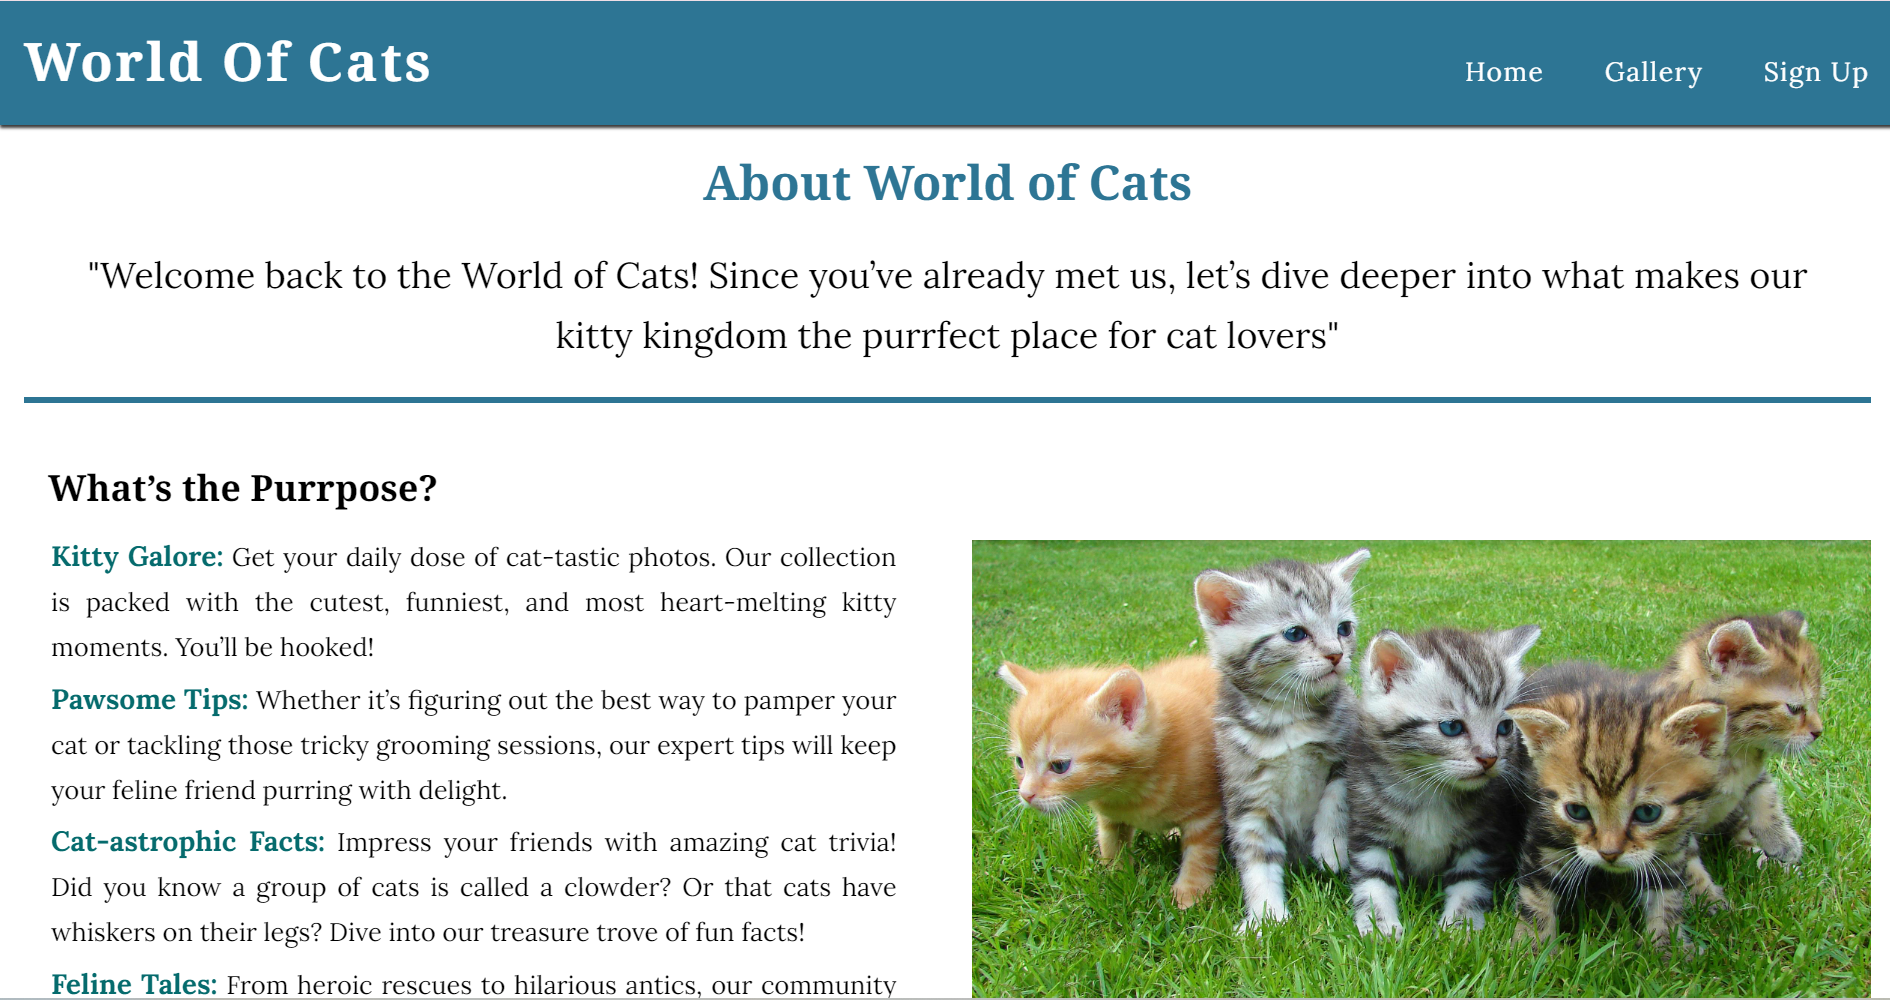 World Of Cats
Home
Gallery
Sign Up
About World of Cats
"Welcome back to the World of Cats! Since you’ve already met us, let’s dive deeper into what makes our
kitty kingdom the purrfect place for cat lovers"
What’s the Purrpose?
Kitty Galore: Get your daily dose of cat-tastic photos. Our collection
is packed with the cutest, funniest, and most heart-melting kitty
moments. You’ll be hooked!
Pawsome Tips: Whether it’s figuring out the best way to pamper your
cat or tackling those tricky grooming sessions, our expert tips will keep
your feline friend purring with delight.
Cat-astrophic Facts: Impress your friends with amazing cat trivia!
Did you know a group of cats is called a clowder? Or that cats have
whiskers on their legs? Dive into our treasure trove of fun facts!
Feline Tales: From heroic rescues to hilarious antics, our community